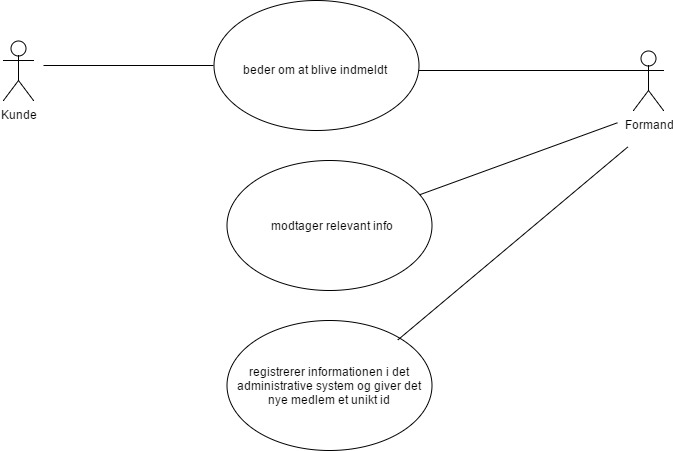 beder om at blive indmeldt
Kunde
Formand
modtager relevant info
registrerer informationen i det
administrative system og giver det
nye medlem et unikt id